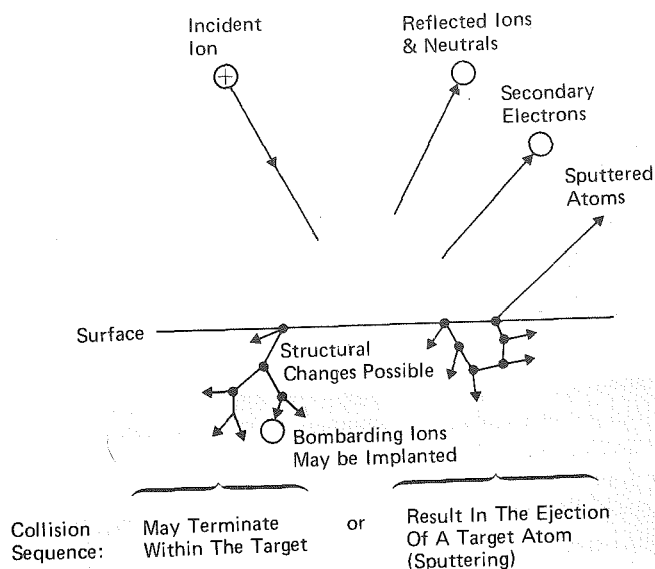 Incident
Ion
+
Reflected Ions
& Neutrals
Secondary
Electrons
Sputtered
Atoms
Surface
Structural
Changes Possible
Bombarding Ions
May be Implanted
Collision
Sequence:
May Terminate
Within The Target
or
Result In The Ejection
Of A Target Atom
(Sputtering)